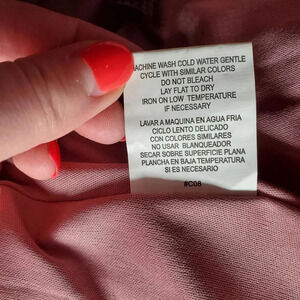 MACHINE WASH COLD WATER GENTLE
CYCLE WITH SIMILAR COLORS
DO NOT BLEACH
LAY FLAT TO DRY
IRON ON LOW TEMPERATURE
IF NECESSARY
LAVAR A MAQUINA EN AGUA FRIA
CICLO LENTO DELICADO
CON COLORES SIMILARES
NO USAR BLANQUEADOR
SECAR SOBRE SUPERFICIE PLANA
PLANCHA EN BAJA TEMPERATURA
SI ES NECESARIO
#C08